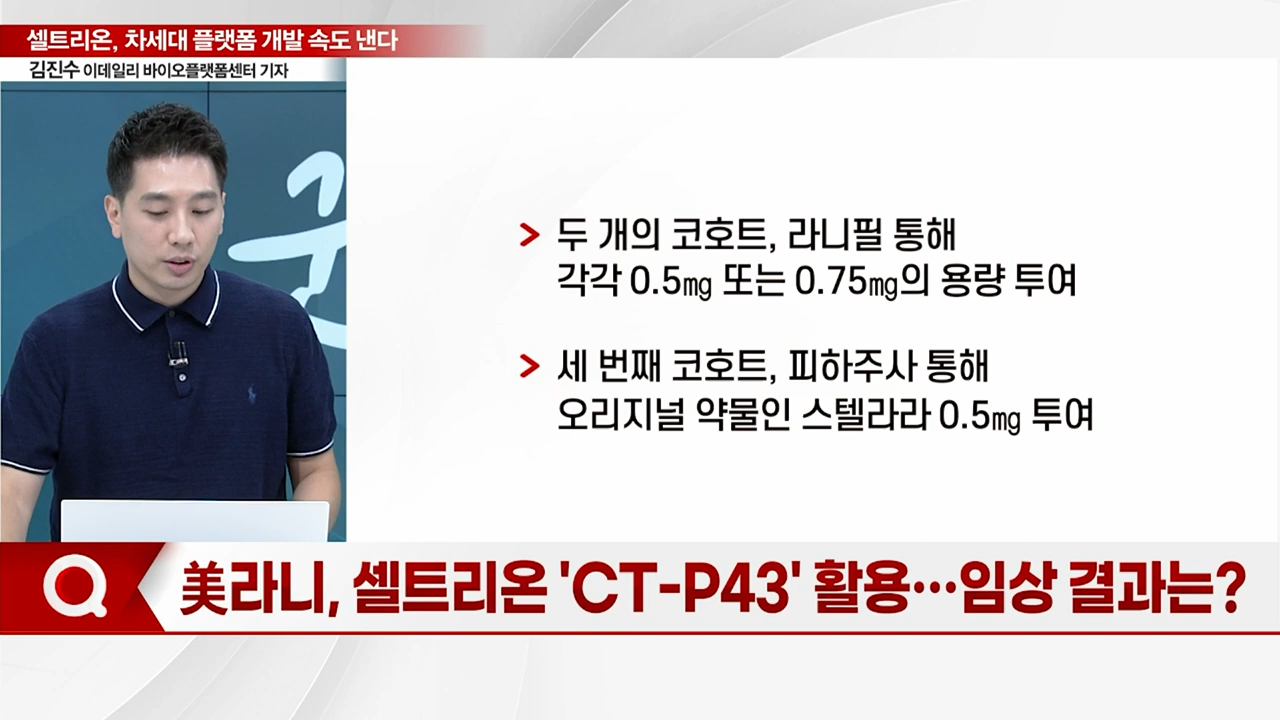 셀트리온, 차세대 플랫폼 개발 속도 낸다
김진수 이데일리 바이오플랫폼센터 기자
> 두 개의 코호트, 라니필 통해
각각 0.5㎎ 또는 0.75㎎의 용량 투여
> 세 번째 코호트, 피하주사 통해
오리지널 약물인 스텔라라 0.5㎎ 투여
美라니, 셀트리온 'CT-P43' 활용…임상 결과는?